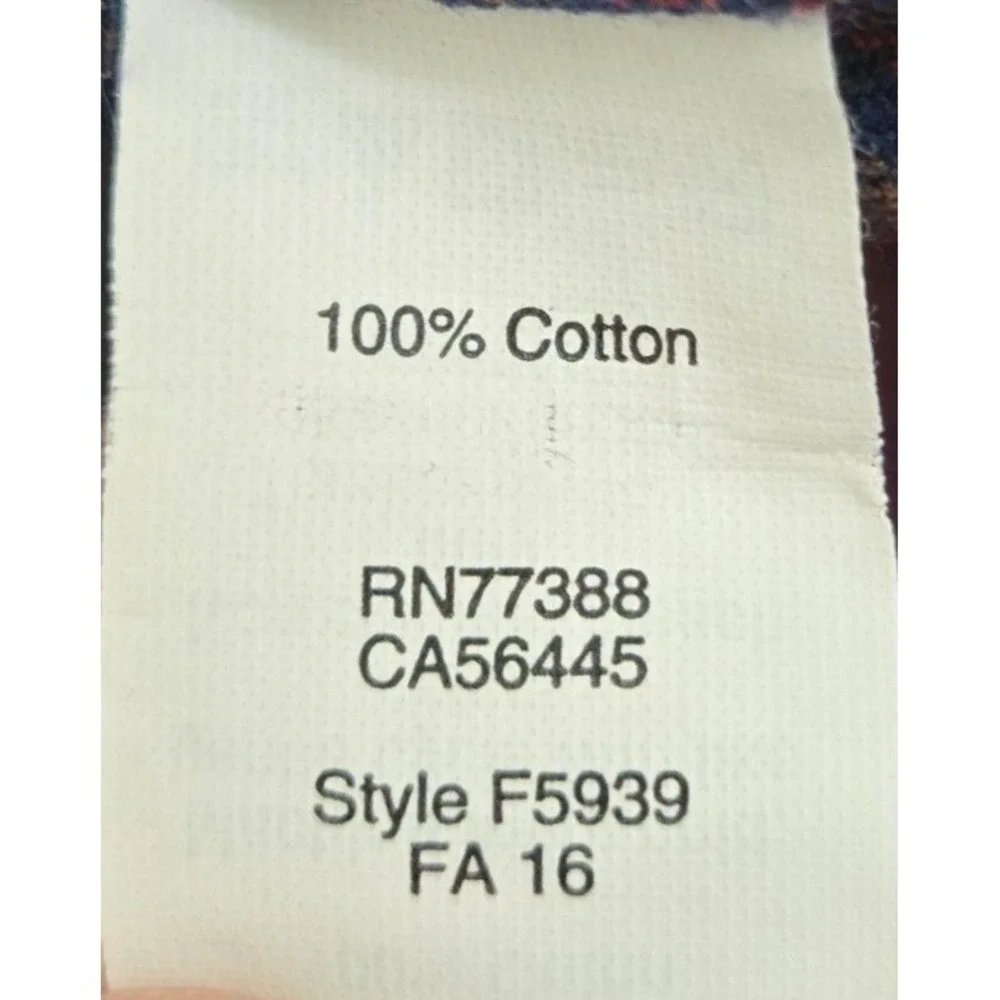 100% Cotton
RN77388
CA56445
Style F5939
FA 16